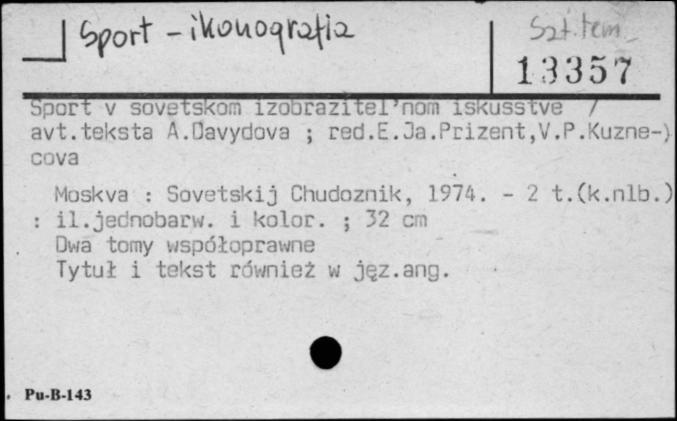 Sport - ikonografia
Szt.tem
13357
Sport v sovetskom izobrazitel'nom iskusstve /
avt.teksta A.Davydova ; red.E.Ja.Prizent,V.P.Kuzne-)
cova
Moskva : Sovetskij Chudoznik, 1974. - 2 t.(k.nlb.)
: il.jednobarw. i kolor. ; 32 cm
Dwa tomy współoprawne
Tytuł i tekst również w jęz.ang.
Pu-B-143